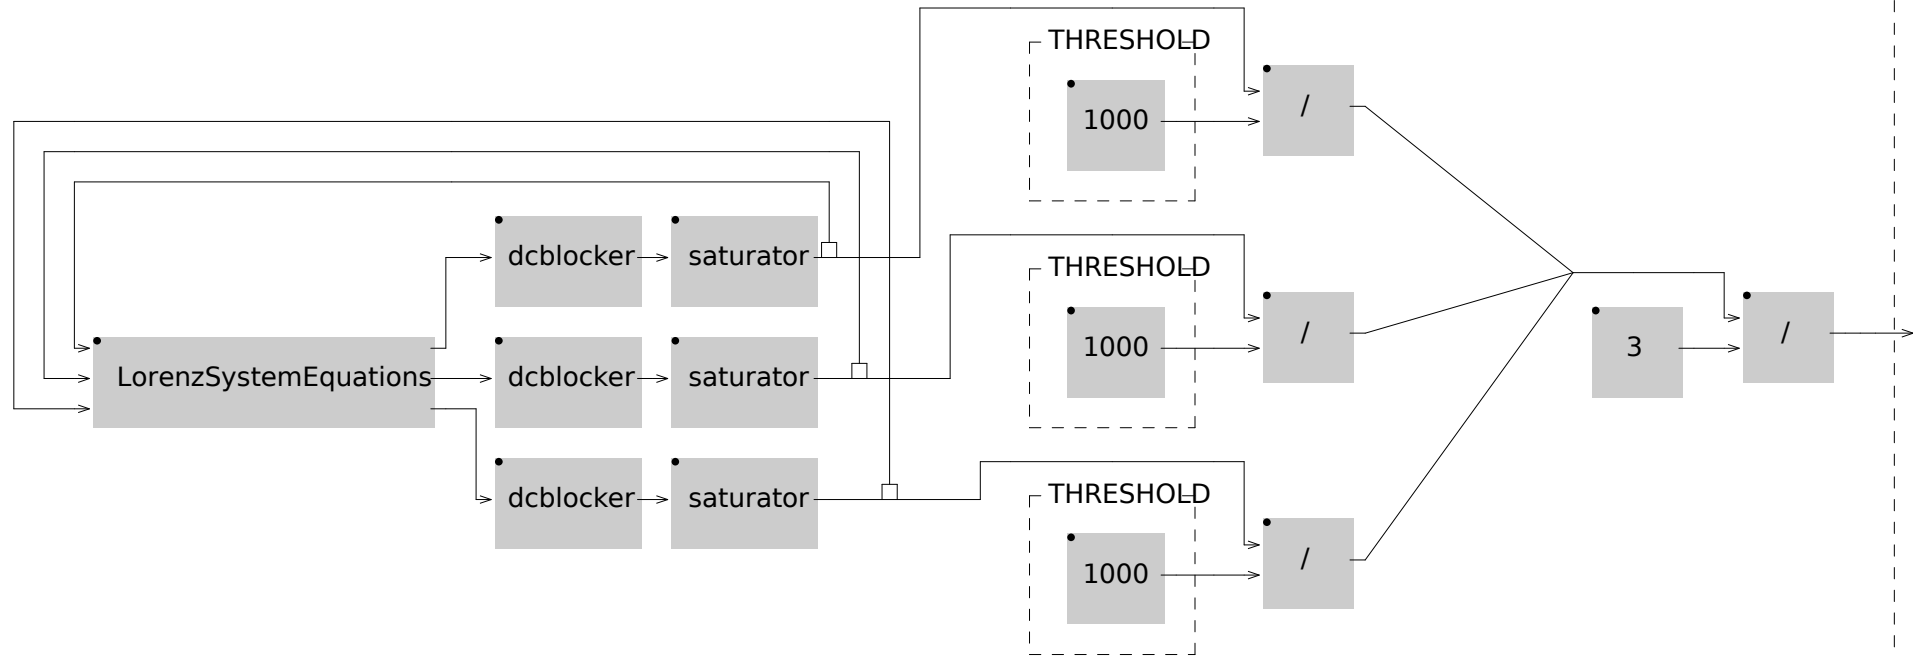 THRESHOLD
1000
/
dcblocker
saturator
THRESHOLD
1000
/
3
/
LorenzSystemEquations
dcblocker
saturator
dcblocker
saturator
THRESHOLD
1000
/